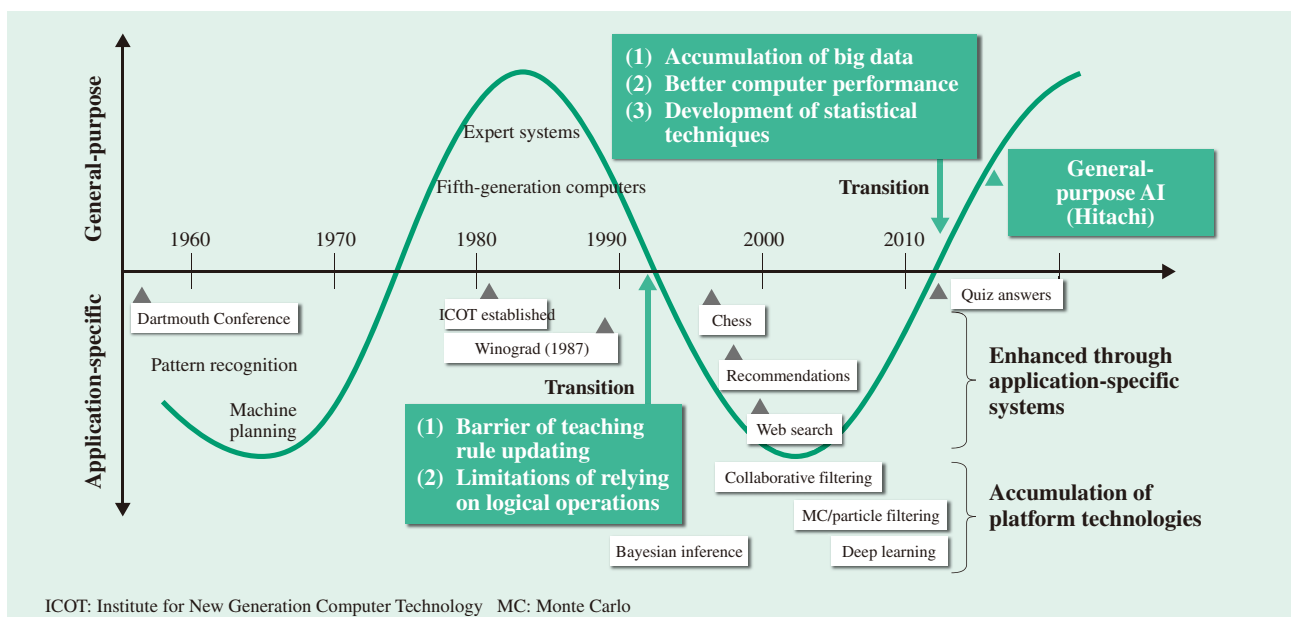 General-purpose
Application-specific
(1) Accumulation of big data
(2) Better computer performance
(3) Development of statistical
techniques
Expert systems
Fifth-generation computers
Transition
General-
purpose AI
(Hitachi)
1960
1970
1980
1990
2000
2010
Dartmouth Conference
ICOT established
Winograd (1987)
Chess
Quiz answers
Pattern recognition
Machine
planning
Transition
Recommendations
Web search
Enhanced through
application-specific
systems
(1) Barrier of teaching
rule updating
(2) Limitations of relying
on logical operations
Collaborative filtering
MC/particle filtering
Bayesian inference
Deep learning
Accumulation of
platform technologies
ICOT: Institute for New Generation Computer Technology MC: Monte Carlo